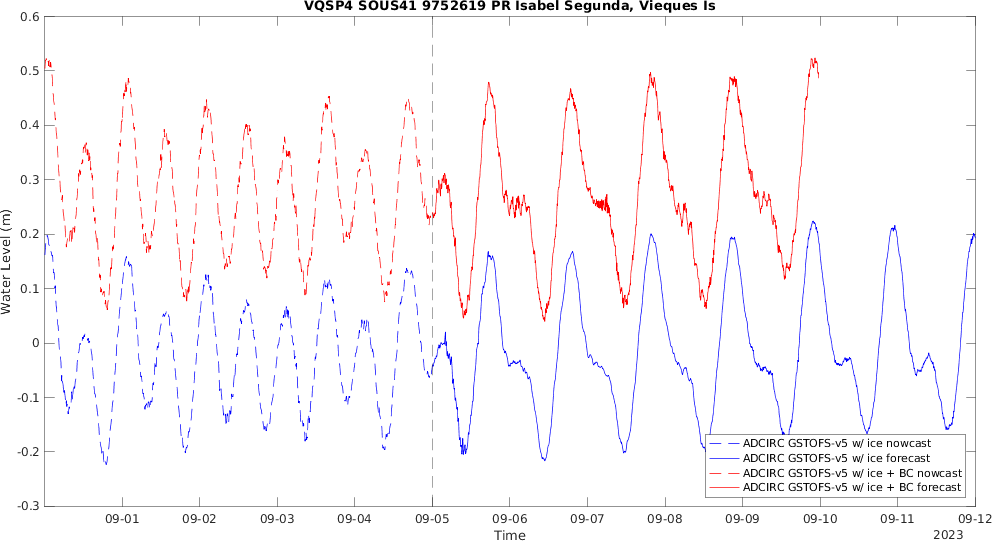 VQSP4 SOUS41 9752619 PR Isabel Segunda, Vieques Is
0.6
0.5
0.4
0.3
0.2
0.1
0
-0.1
-0.2
-0.3
Water Level (m)
ADCIRC GSTOFS-v5 w/ ice nowcast
ADCIRC GSTOFS-v5 w/ ice forecast
ADCIRC GSTOFS-v5 w/ ice + BC nowcast
ADCIRC GSTOFS-v5 w/ ice + BC forecast
09-01 09-02 09-03 09-04 09-05 09-06 09-07 09-08 09-09 09-10 09-11 09-12
Time
2023